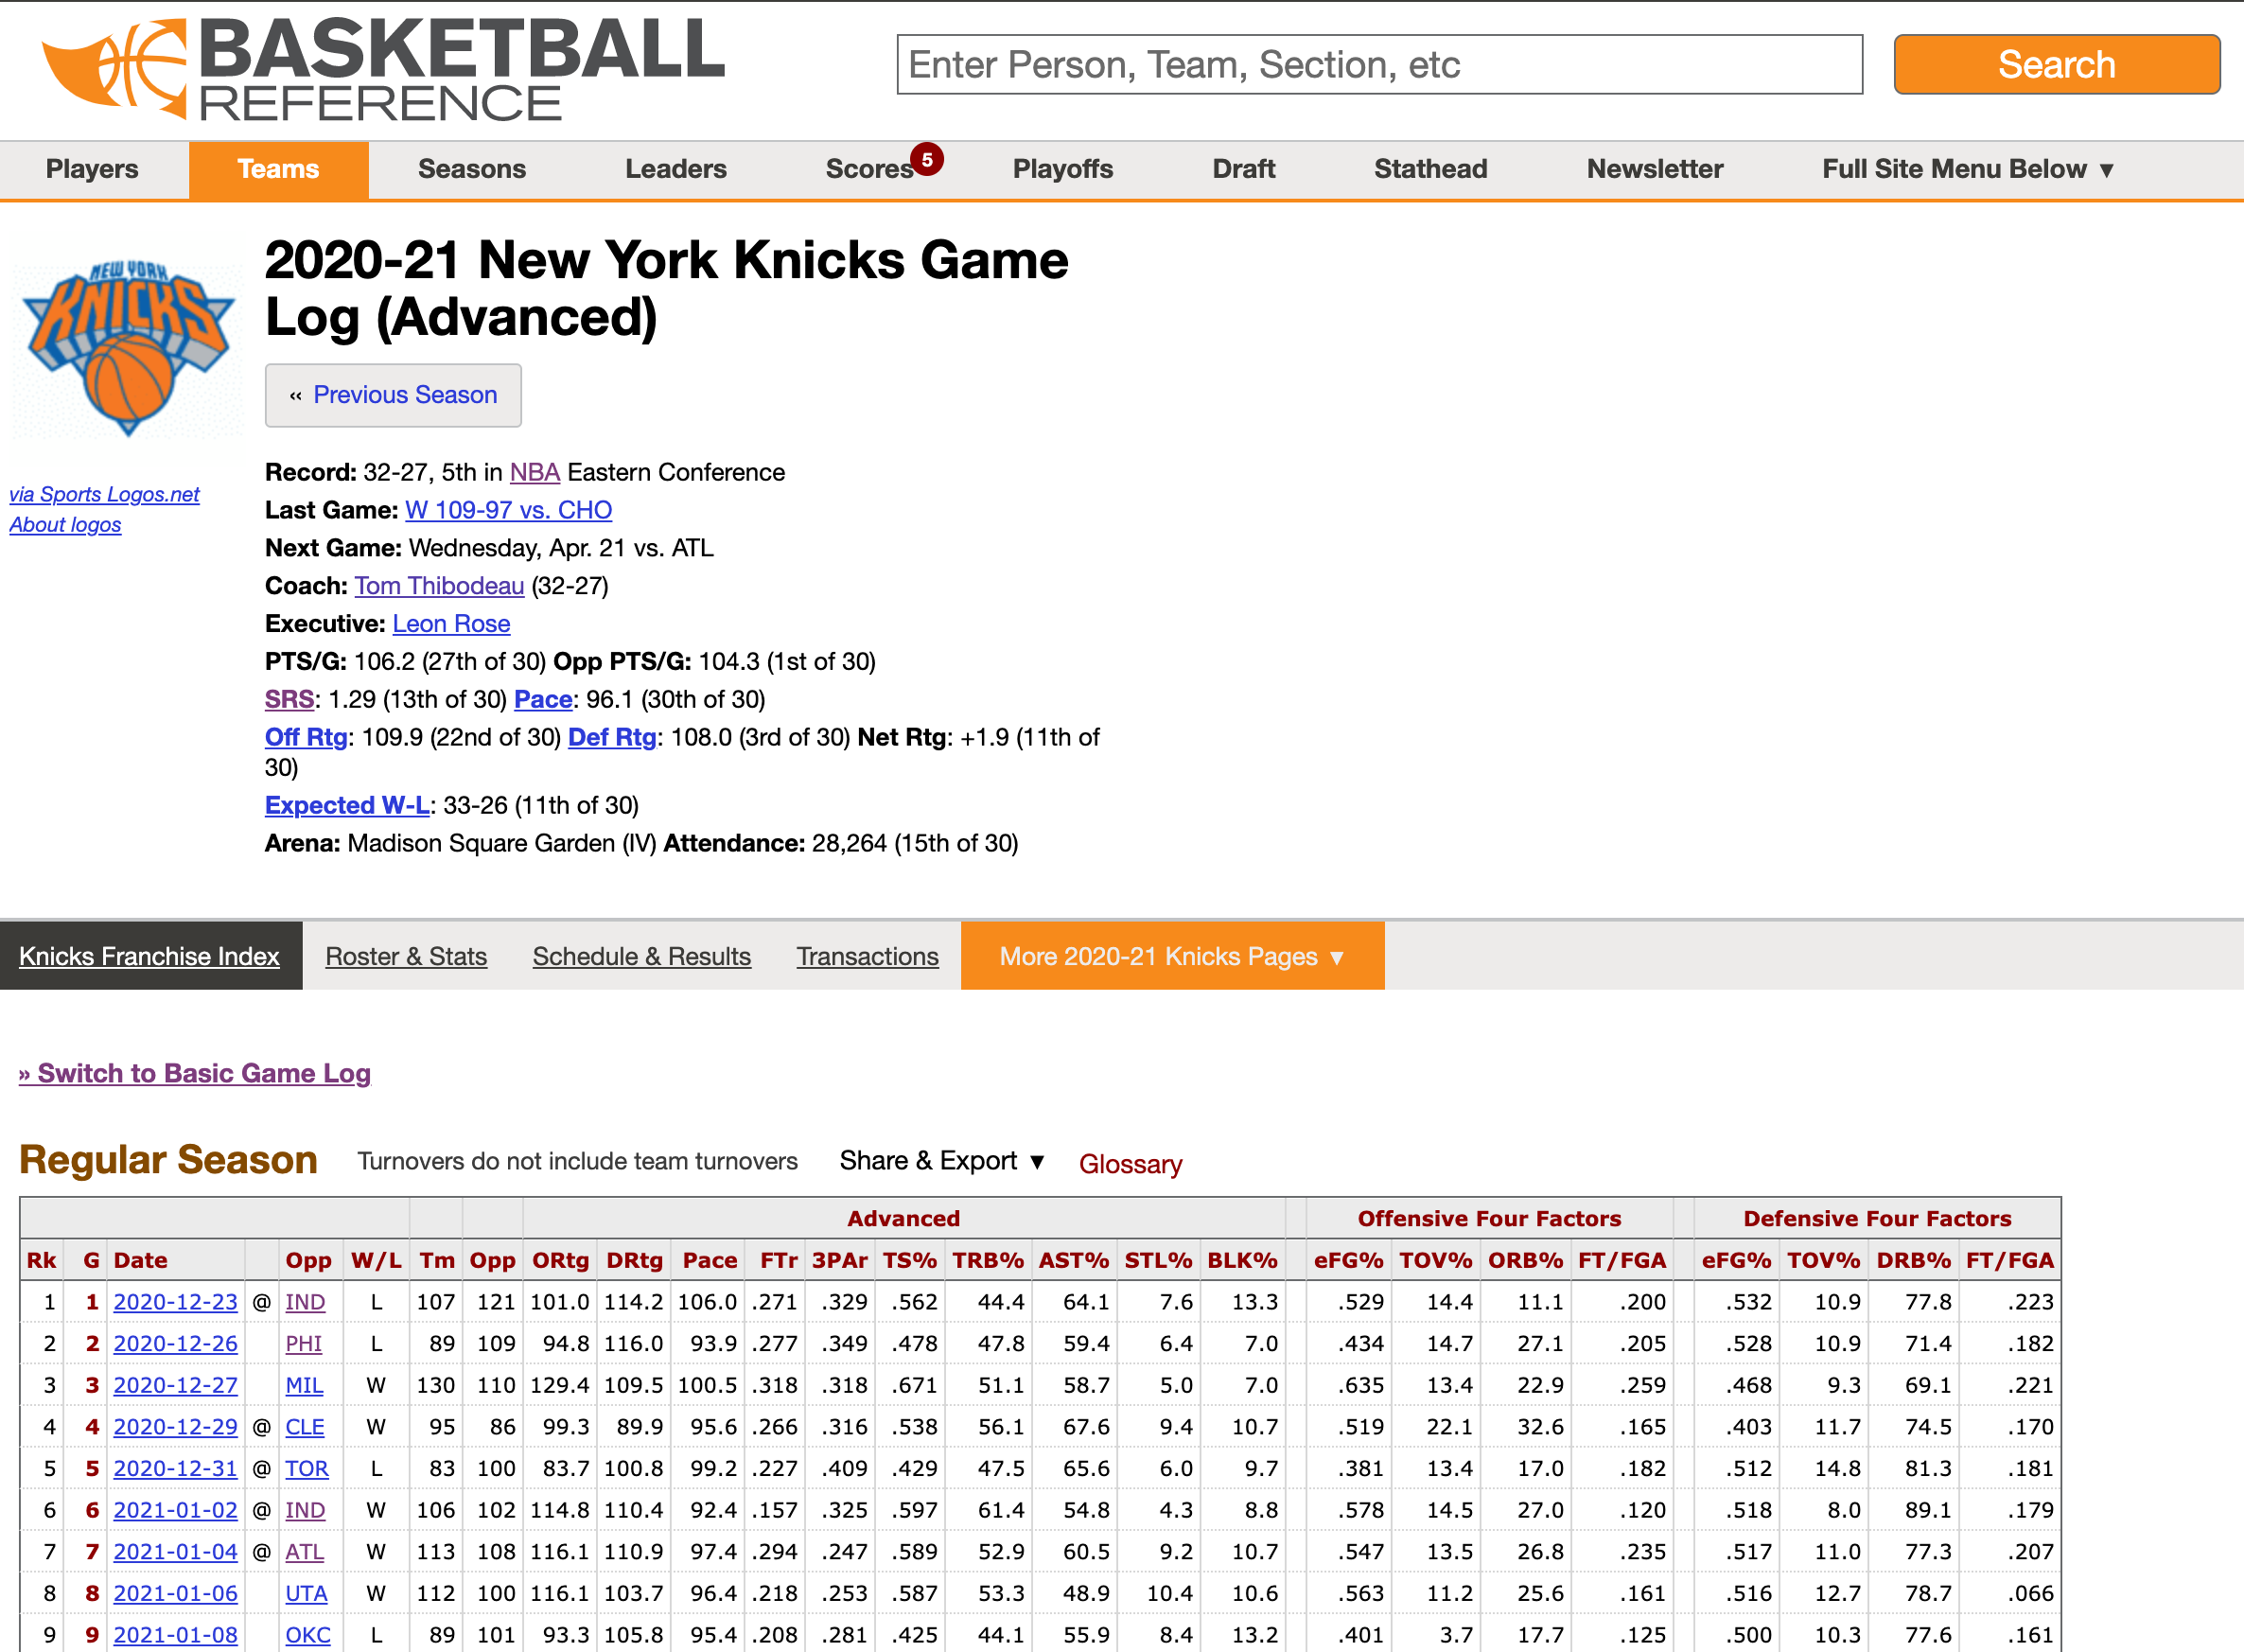 BASKETBALL
REFERENCE
Enter Person, Team, Section, etc
Search
Players Teams Seasons Leaders Scores 5 Playoffs Draft Stathead Newsletter Full Site Menu Below ▼
NEW YORK
KNICKS
via Sports Logos.net
About logos
2020-21 New York Knicks Game
Log (Advanced)
« Previous Season
Record: 32-27, 5th in NBA Eastern Conference
Last Game: W 109-97 vs. CHO
Next Game: Wednesday, Apr. 21 vs. ATL
Coach: Tom Thibodeau (32-27)
Executive: Leon Rose
PTS/G: 106.2 (27th of 30) Opp PTS/G: 104.3 (1st of 30)
SRS: 1.29 (13th of 30) Pace: 96.1 (30th of 30)
Off Rtg: 109.9 (22nd of 30) Def Rtg: 108.0 (3rd of 30) Net Rtg: +1.9 (11th of
30)
Expected W-L: 33-26 (11th of 30)
Arena: Madison Square Garden (IV) Attendance: 28,264 (15th of 30)
Knicks Franchise Index Roster & Stats Schedule & Results Transactions More 2020-21 Knicks Pages ▼
» Switch to Basic Game Log
Regular Season Turnovers do not include team turnovers Share & Export ▼ Glossary
Advanced Offensive Four Factors Defensive Four Factors
Rk G Date Opp W/L Tm Opp ORtg DRtg Pace FTr 3PAr TS% TRB% AST% STL% BLK% eFG% TOV% ORB% FT/FGA eFG% TOV% DRB% FT/FGA
1 1 2020-12-23 @ IND L 107 121 101.0 114.2 106.0 .271 .329 .562 44.4 64.1 7.6 13.3 .529 14.4 11.1 .200 .532 10.9 77.8 .223
2 2 2020-12-26 PHI L 89 109 94.8 116.0 93.9 .277 .349 .478 47.8 59.4 6.4 7.0 .434 14.7 27.1 .205 .528 10.9 71.4 .182
3 3 2020-12-27 MIL W 130 110 129.4 109.5 100.5 .318 .318 .671 51.1 58.7 5.0 7.0 .635 13.4 22.9 .259 .468 9.3 69.1 .221
4 4 2020-12-29 @ CLE W 95 86 99.3 89.9 95.6 .266 .316 .538 56.1 67.6 9.4 10.7 .519 22.1 32.6 .165 .403 11.7 74.5 .170
5 5 2020-12-31 @ TOR L 83 100 83.7 100.8 99.2 .227 .409 .429 47.5 65.6 6.0 9.7 .381 13.4 17.0 .182 .512 14.8 81.3 .181
6 6 2021-01-02 @ IND W 106 102 114.8 110.4 92.4 .157 .325 .597 61.4 54.8 4.3 8.8 .578 14.5 27.0 .120 .518 8.0 89.1 .179
7 7 2021-01-04 @ ATL W 113 108 116.1 110.9 97.4 .294 .247 .589 52.9 60.5 9.2 10.7 .547 13.5 26.8 .235 .517 11.0 77.3 .207
8 8 2021-01-06 UTA W 112 100 116.1 103.7 96.4 .218 .253 .587 53.3 48.9 10.4 10.6 .563 11.2 25.6 .161 .516 12.7 78.7 .066
9 9 2021-01-08 OKC L 89 101 93.3 105.8 95.4 .208 .281 .425 44.1 55.9 8.4 13.2 .401 3.7 17.7 .125 .500 10.3 77.6 .161